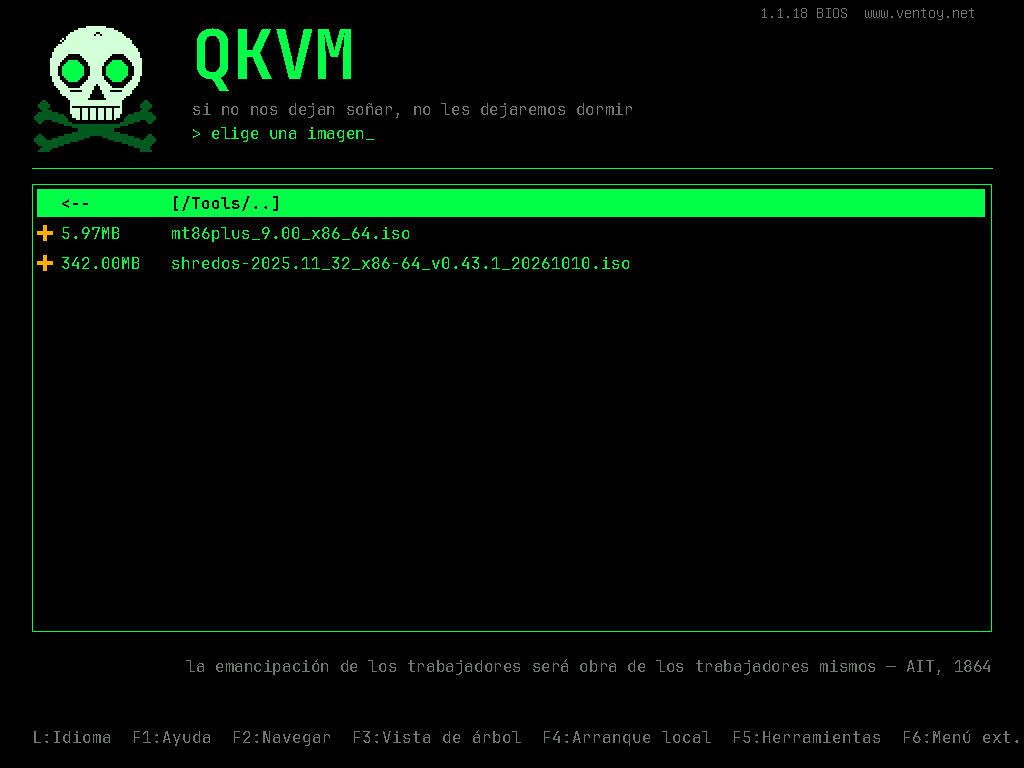 1.1.18 BIOS  www.ventoy.net
QKVM
si no nos dejan soñar, no les dejaremos dormir
> elige una imagen_
<-- [/Tools/..]
5.97MB mt86plus_9.00_x86_64.iso
342.00MB shredos-2025.11_32_x86-64_v0.43.1_20261010.iso
la emancipación de los trabajadores será obra de los trabajadores mismos — AIT, 1864
L:Idioma  F1:Ayuda  F2:Navegar  F3:Vista de árbol  F4:Arranque local  F5:Herramientas  F6:Menú ext.